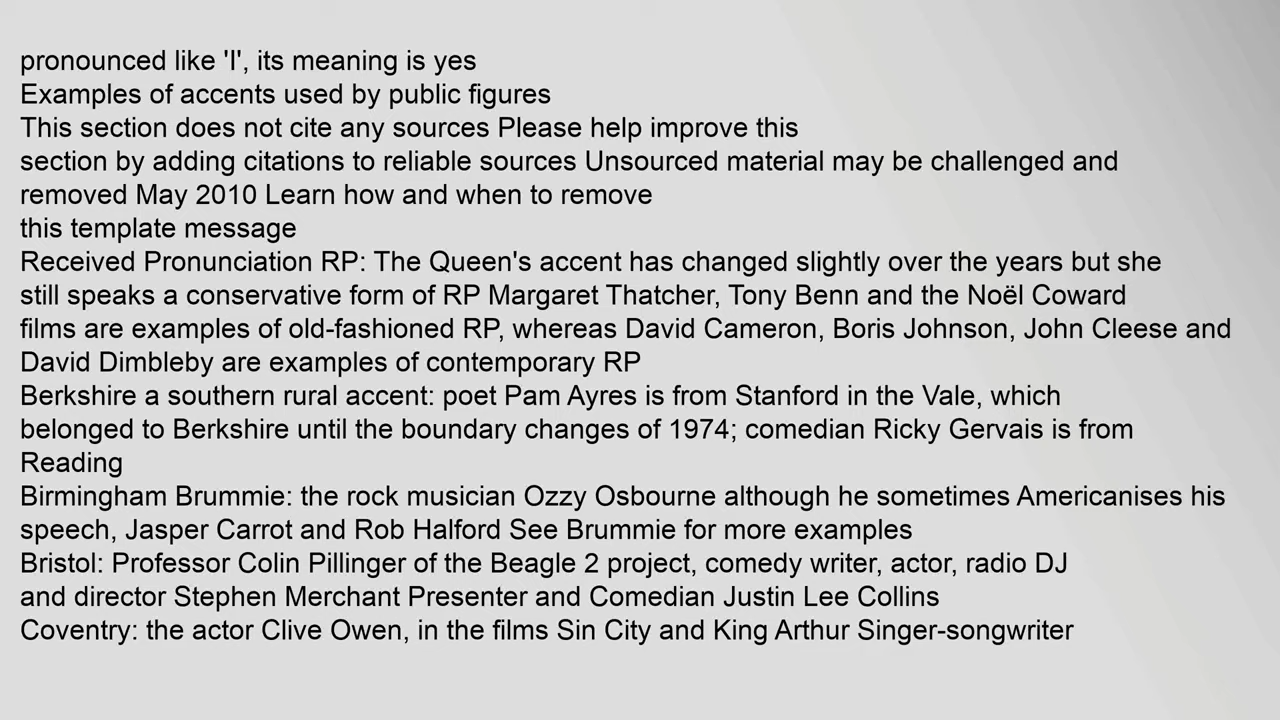 pronounced like 'I', its meaning is yes
Examples of accents used by public figures
This section does not cite any sources Please help improve this
section by adding citations to reliable sources Unsourced material may be challenged and
removed May 2010 Learn how and when to remove
this template message
Received Pronunciation RP: The Queen's accent has changed slightly over the years but she
still speaks a conservative form of RP Margaret Thatcher, Tony Benn and the Noël Coward
films are examples of old-fashioned RP, whereas David Cameron, Boris Johnson, John Cleese and
David Dimbleby are examples of contemporary RP
Berkshire a southern rural accent: poet Pam Ayres is from Stanford in the Vale, which
belonged to Berkshire until the boundary changes of 1974; comedian Ricky Gervais is from
Reading
Birmingham Brummie: the rock musician Ozzy Osbourne although he sometimes Americanises his
speech, Jasper Carrot and Rob Halford See Brummie for more examples
Bristol: Professor Colin Pillinger of the Beagle 2 project, comedy writer, actor, radio DJ
and director Stephen Merchant Presenter and Comedian Justin Lee Collins
Coventry: the actor Clive Owen, in the films Sin City and King Arthur Singer-songwriter